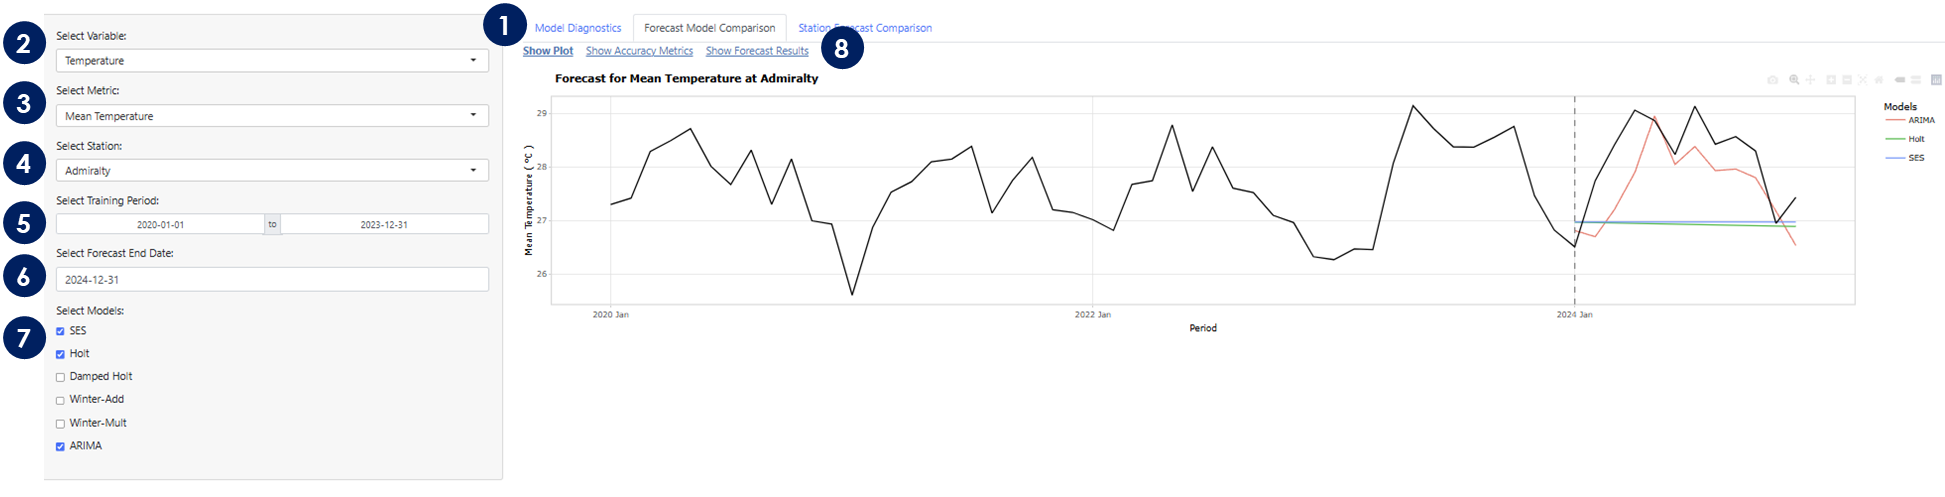 1
Model Diagnostics
Forecast Model Comparison
Station Forecast Comparison
2
Select Variable:
Temperature
3
Select Metric:
Mean Temperature
4
Select Station:
Admiralty
5
Select Training Period:
2020-01-01 to 2023-12-31
6
Select Forecast End Date:
2024-12-31
7
Select Models:
SES
Holt
Damped Holt
Winter-Add
Winter-Mult
ARIMA
Show Plot
Show Accuracy Metrics
Show Forecast Results
8
Forecast for Mean Temperature at Admiralty
Mean Temperature ( °C )
29
28
27
26
2020 Jan
2022 Jan
2024 Jan
Period
Models
ARIMA
Holt
SES